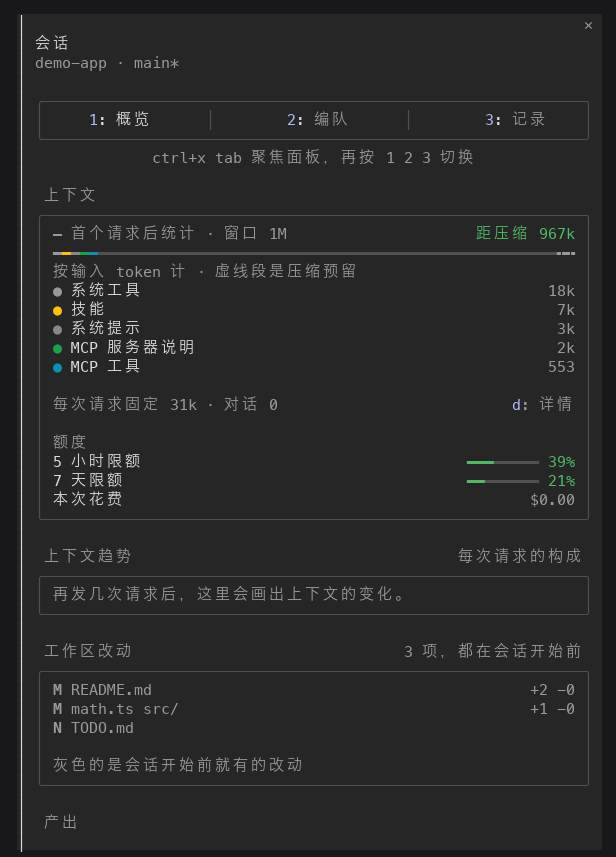 ×
会话
demo-app · main*
1: 概览 2: 编队 3: 记录
ctrl+x tab 聚焦面板, 再按 1 2 3 切换
上下文
— 首个请求后统计 · 窗口 1M 距压缩 967k
按输入 token 计 · 虚线段是压缩预留
系统工具 18k
技能 7k
系统提示 3k
MCP 服务器说明 2k
MCP 工具 553
每次请求固定 31k · 对话 0 d: 详情
额度
5 小时限额 39%
7 天限额 21%
本次花费 $0.00
上下文趋势 每次请求的构成
再发几次请求后, 这里会画出上下文的变化。
工作区改动 3 项, 都在会话开始前
M README.md +2 -0
M math.ts src/ +1 -0
N TODO.md
灰色的是会话开始前就有的改动
产出